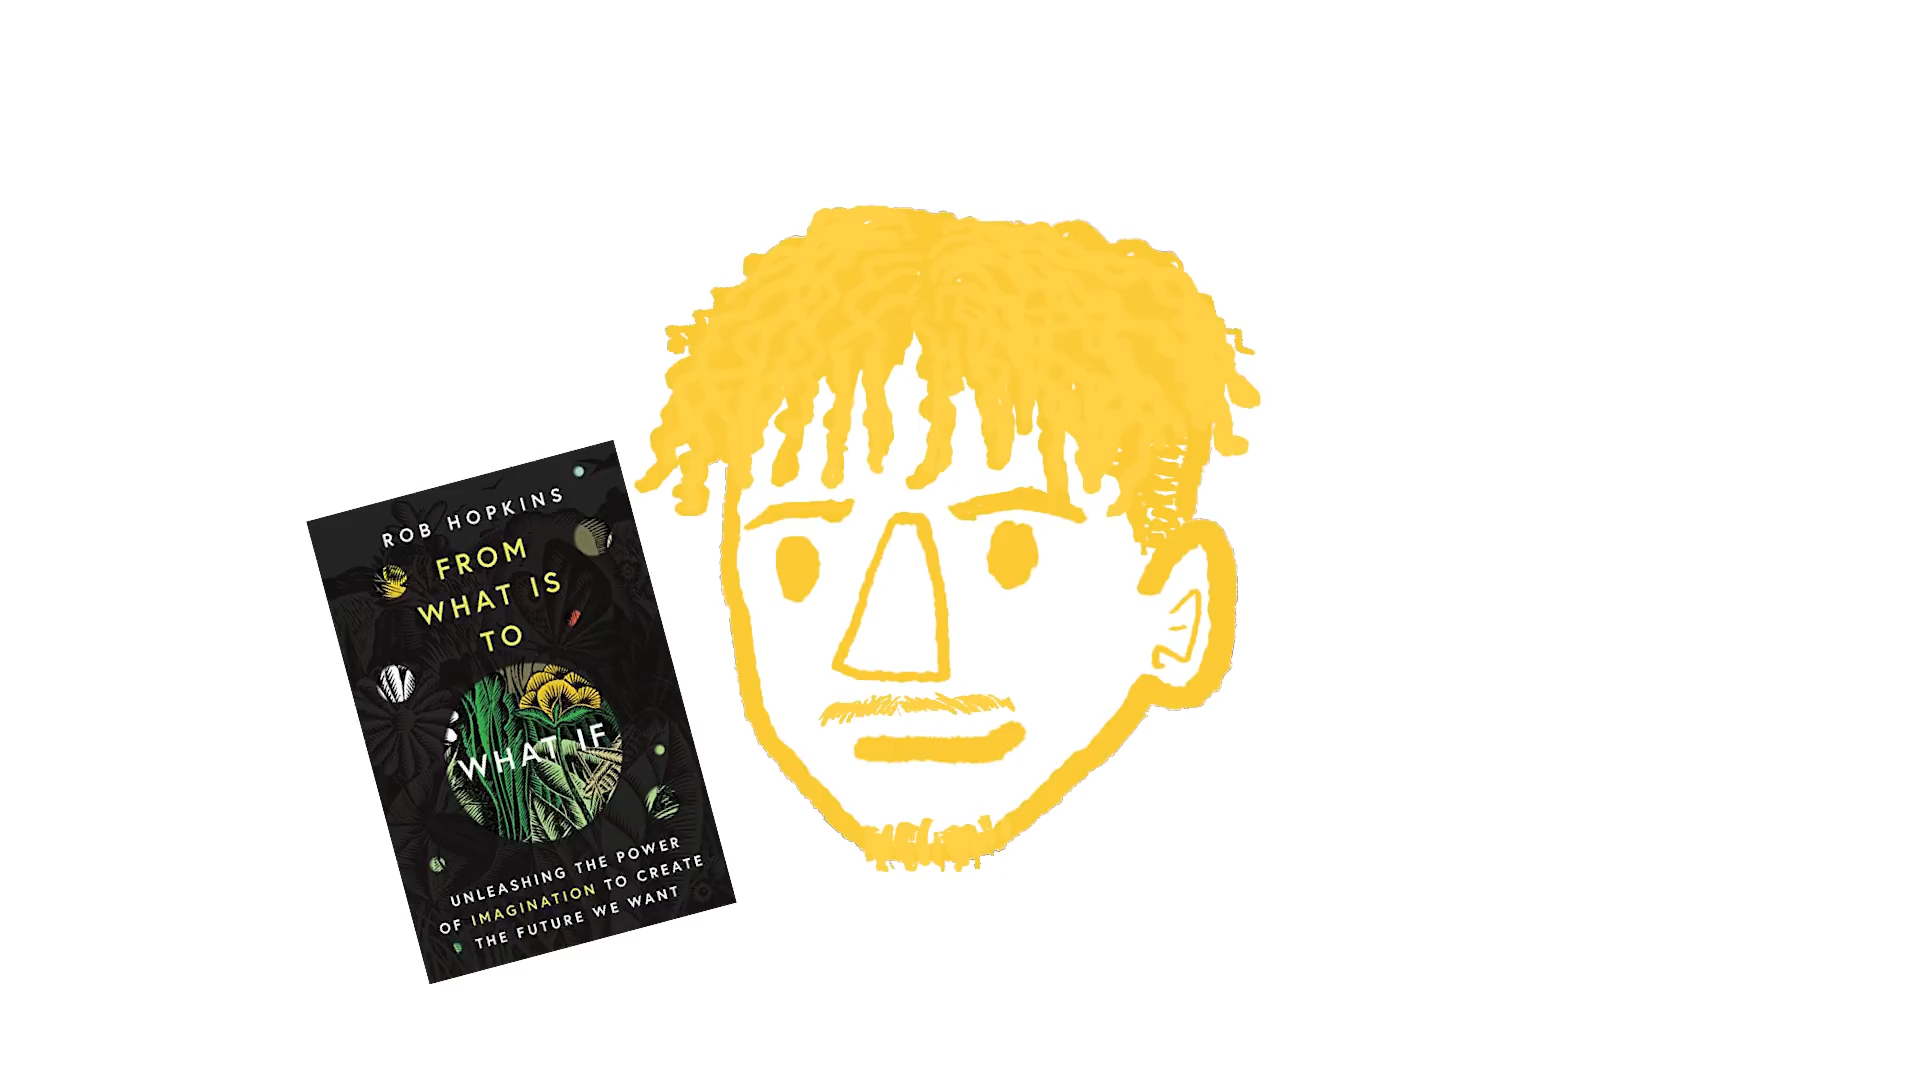 ROB HOPKINS
FROM
WHAT IS
TO
WHAT IF
UNLEASHING THE POWER
OF IMAGINATION TO CREATE
THE FUTURE WE WANT